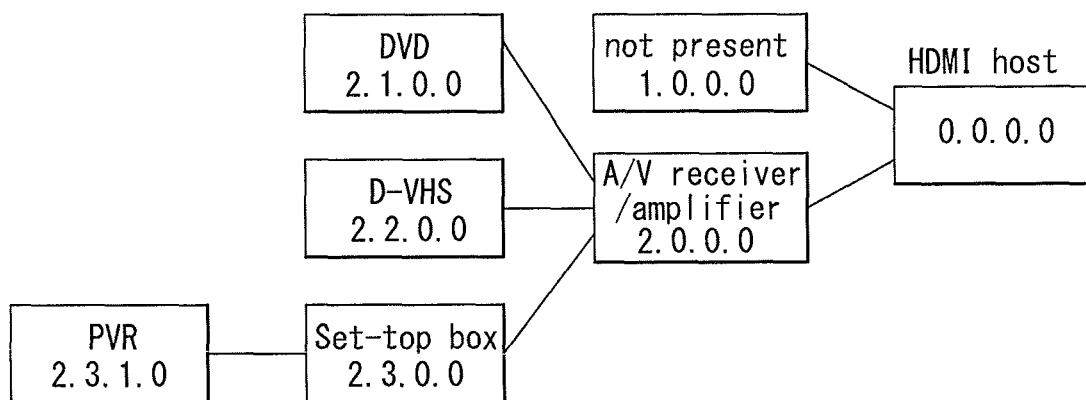 DVD
2.1.0.0
not present
1.0.0.0
HDMI host
0.0.0.0
D-VHS
2.2.0.0
A/V receiver
/amplifier
2.0.0.0
PVR
2.3.1.0
Set-top box
2.3.0.0